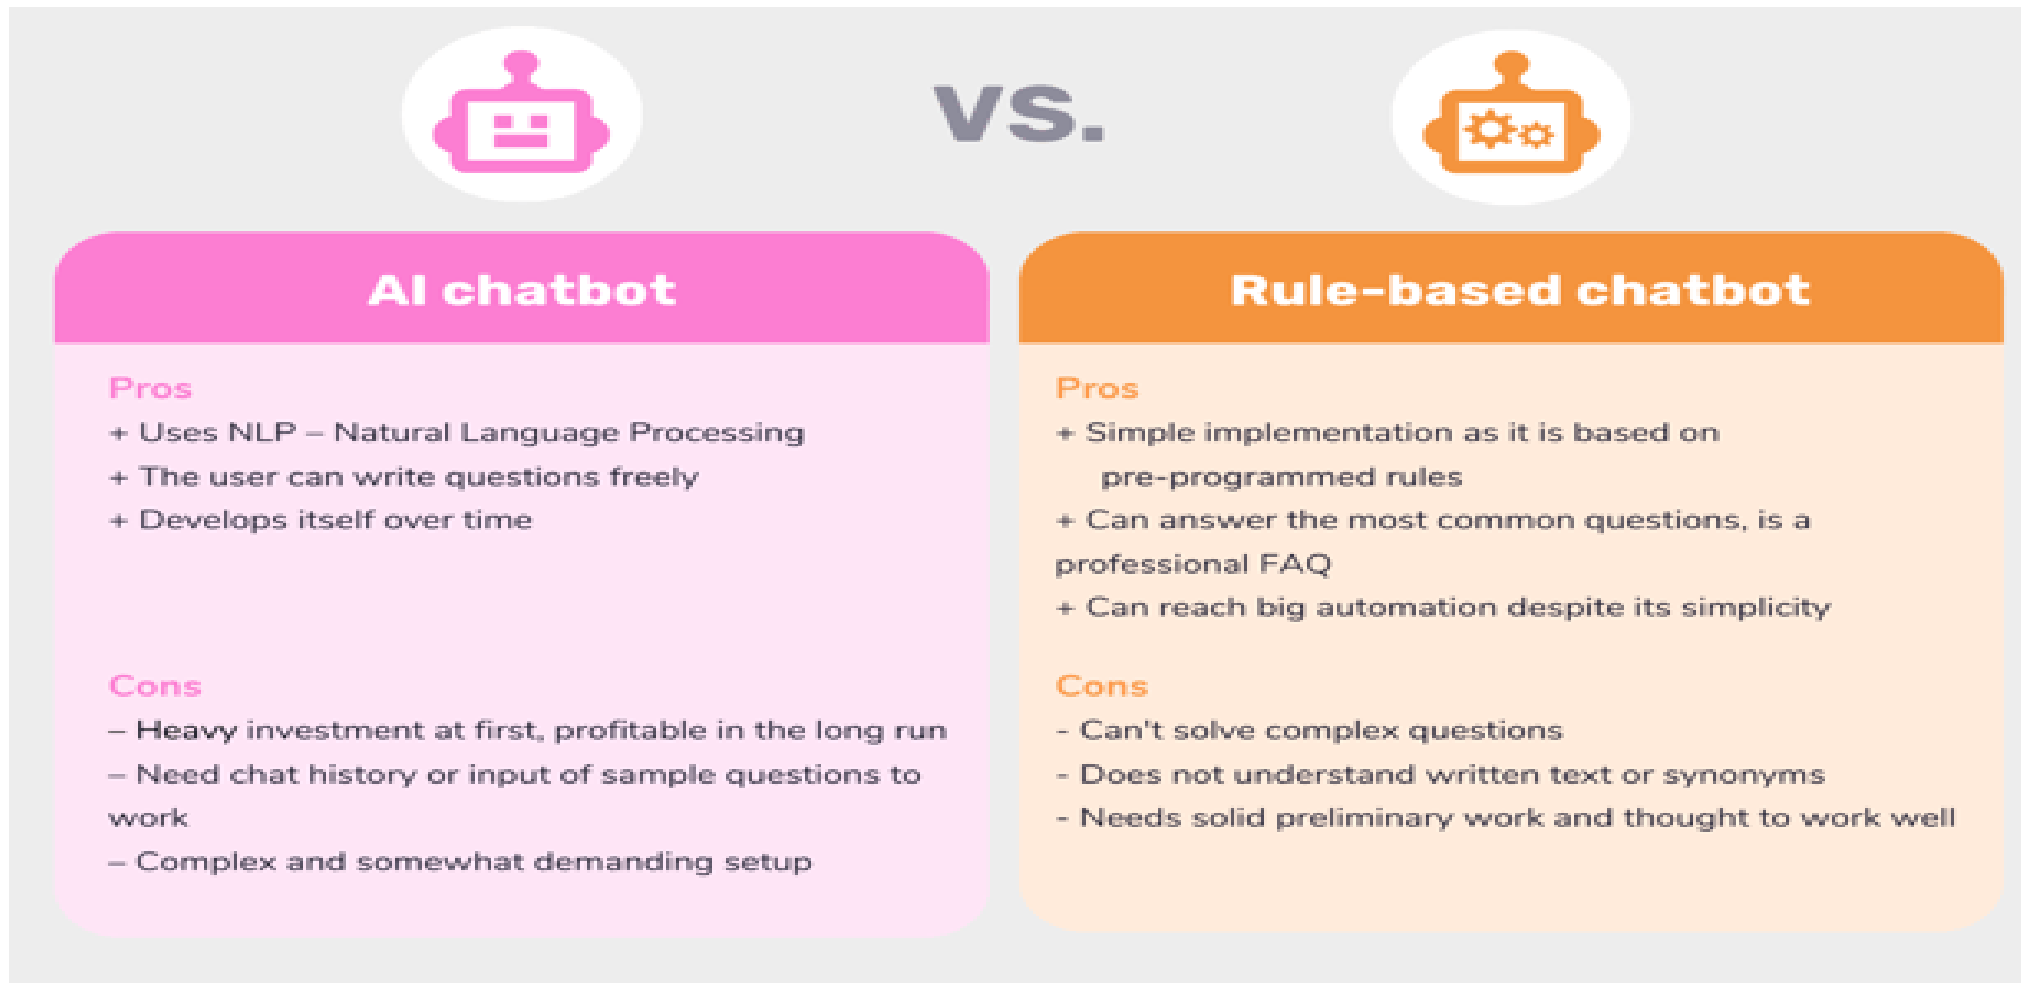 vs.
AI chatbot
Pros
+ Uses NLP – Natural Language Processing
+ The user can write questions freely
+ Develops itself over time
Cons
– Heavy investment at first, profitable in the long run
– Need chat history or input of sample questions to
work
– Complex and somewhat demanding setup
Rule-based chatbot
Pros
+ Simple implementation as it is based on
pre-programmed rules
+ Can answer the most common questions, is a
professional FAQ
+ Can reach big automation despite its simplicity
Cons
- Can't solve complex questions
- Does not understand written text or synonyms
- Needs solid preliminary work and thought to work well